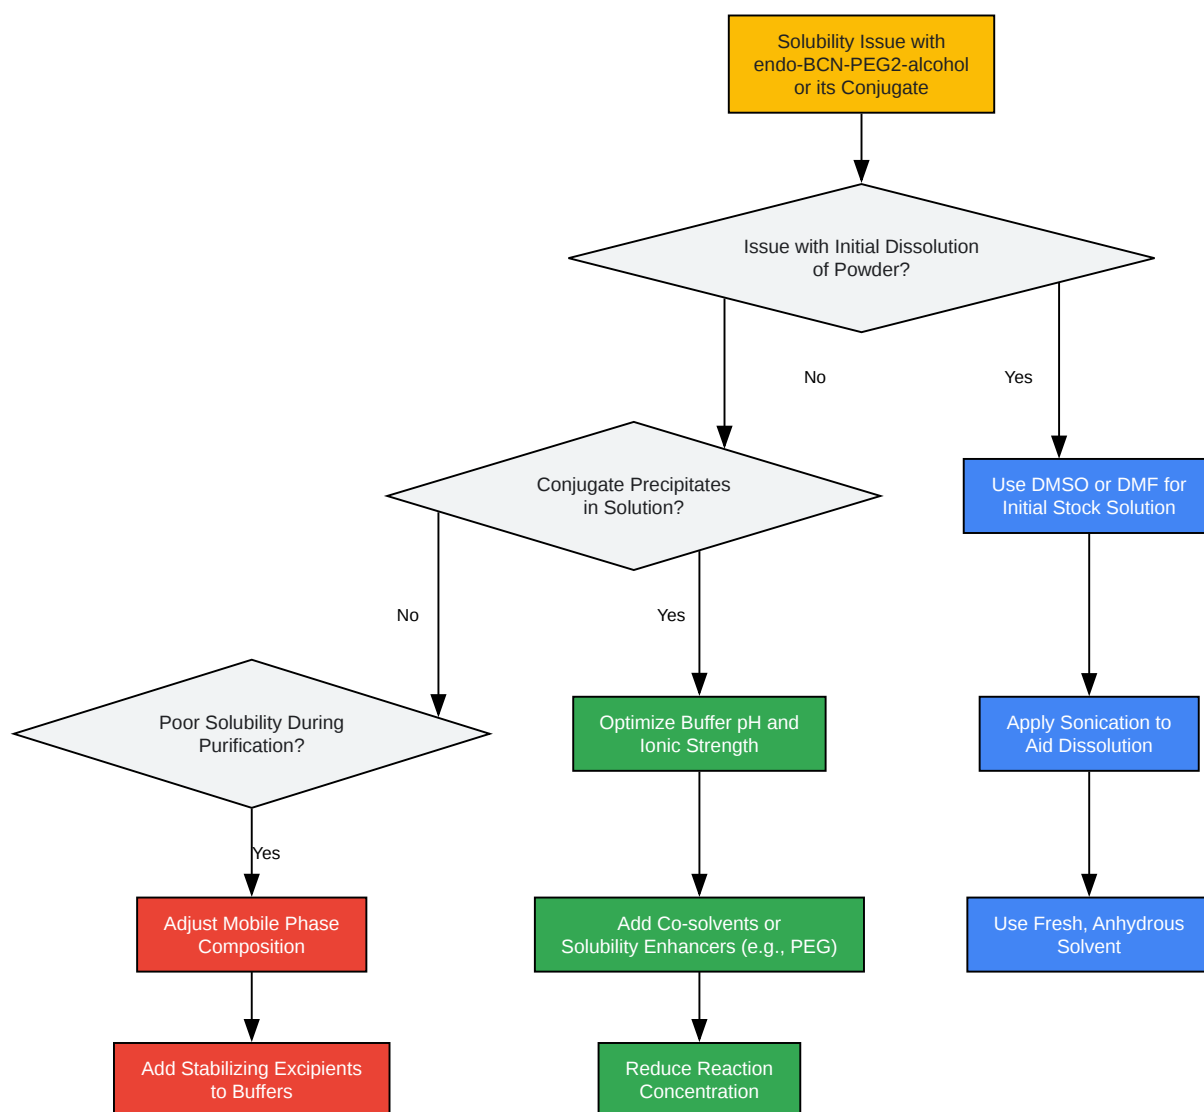 Solubility Issue with
endo-BCN-PEG2-alcohol
or its Conjugate
Issue with Initial Dissolution
of Powder?
No
Yes
Conjugate Precipitates
in Solution?
Use DMSO or DMF for
Initial Stock Solution
No
Yes
Poor Solubility During
Purification?
Optimize Buffer pH and
Ionic Strength
Apply Sonication to
Aid Dissolution
Yes
Adjust Mobile Phase
Composition
Add Co-solvents or
Solubility Enhancers (e.g., PEG)
Use Fresh, Anhydrous
Solvent
Add Stabilizing Excipients
to Buffers
Reduce Reaction
Concentration